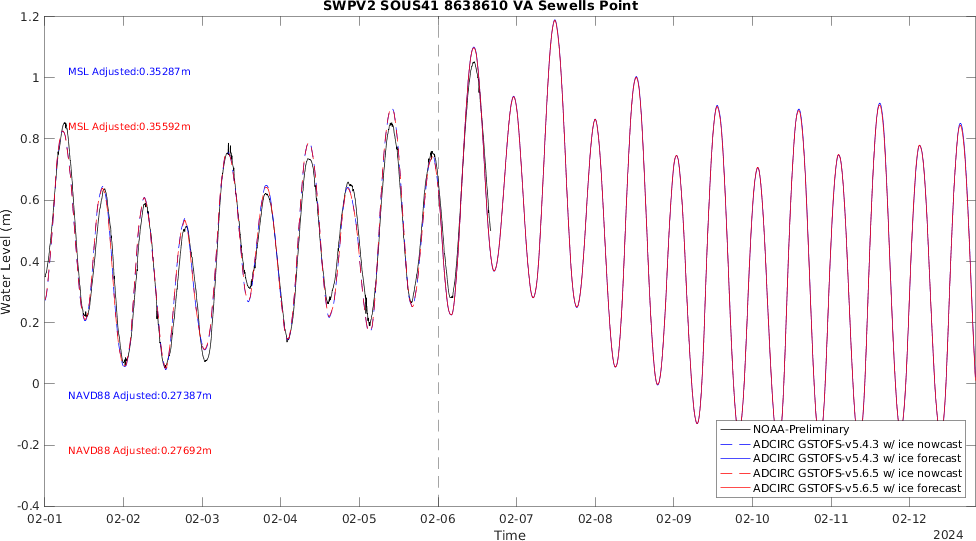 SWPV2 SOUS41 8638610 VA Sewells Point
1.2
1
0.8
0.6
0.4
0.2
0
-0.2
-0.4
Water Level (m)
MSL Adjusted:0.35287m
MSL Adjusted:0.35592m
NAVD88 Adjusted:0.27387m
NAVD88 Adjusted:0.27692m
NOAA-Preliminary
ADCIRC GSTOFS-v5.4.3 w/ ice nowcast
ADCIRC GSTOFS-v5.4.3 w/ ice forecast
ADCIRC GSTOFS-v5.6.5 w/ ice nowcast
ADCIRC GSTOFS-v5.6.5 w/ ice forecast
02-01 02-02 02-03 02-04 02-05 02-06 02-07 02-08 02-09 02-10 02-11 02-12
Time
2024